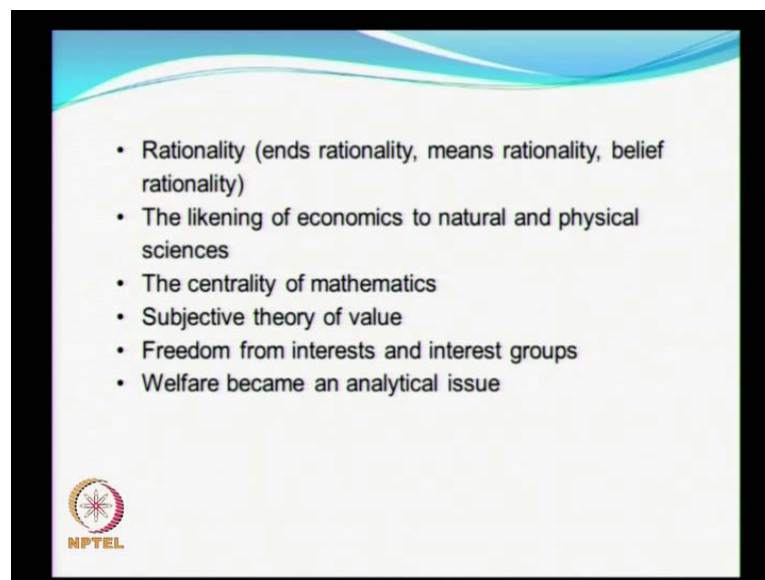 • Rationality (ends rationality, means rationality, belief
rationality)
• The likening of economics to natural and physical
sciences
• The centrality of mathematics
• Subjective theory of value
• Freedom from interests and interest groups
• Welfare became an analytical issue
NPTEL